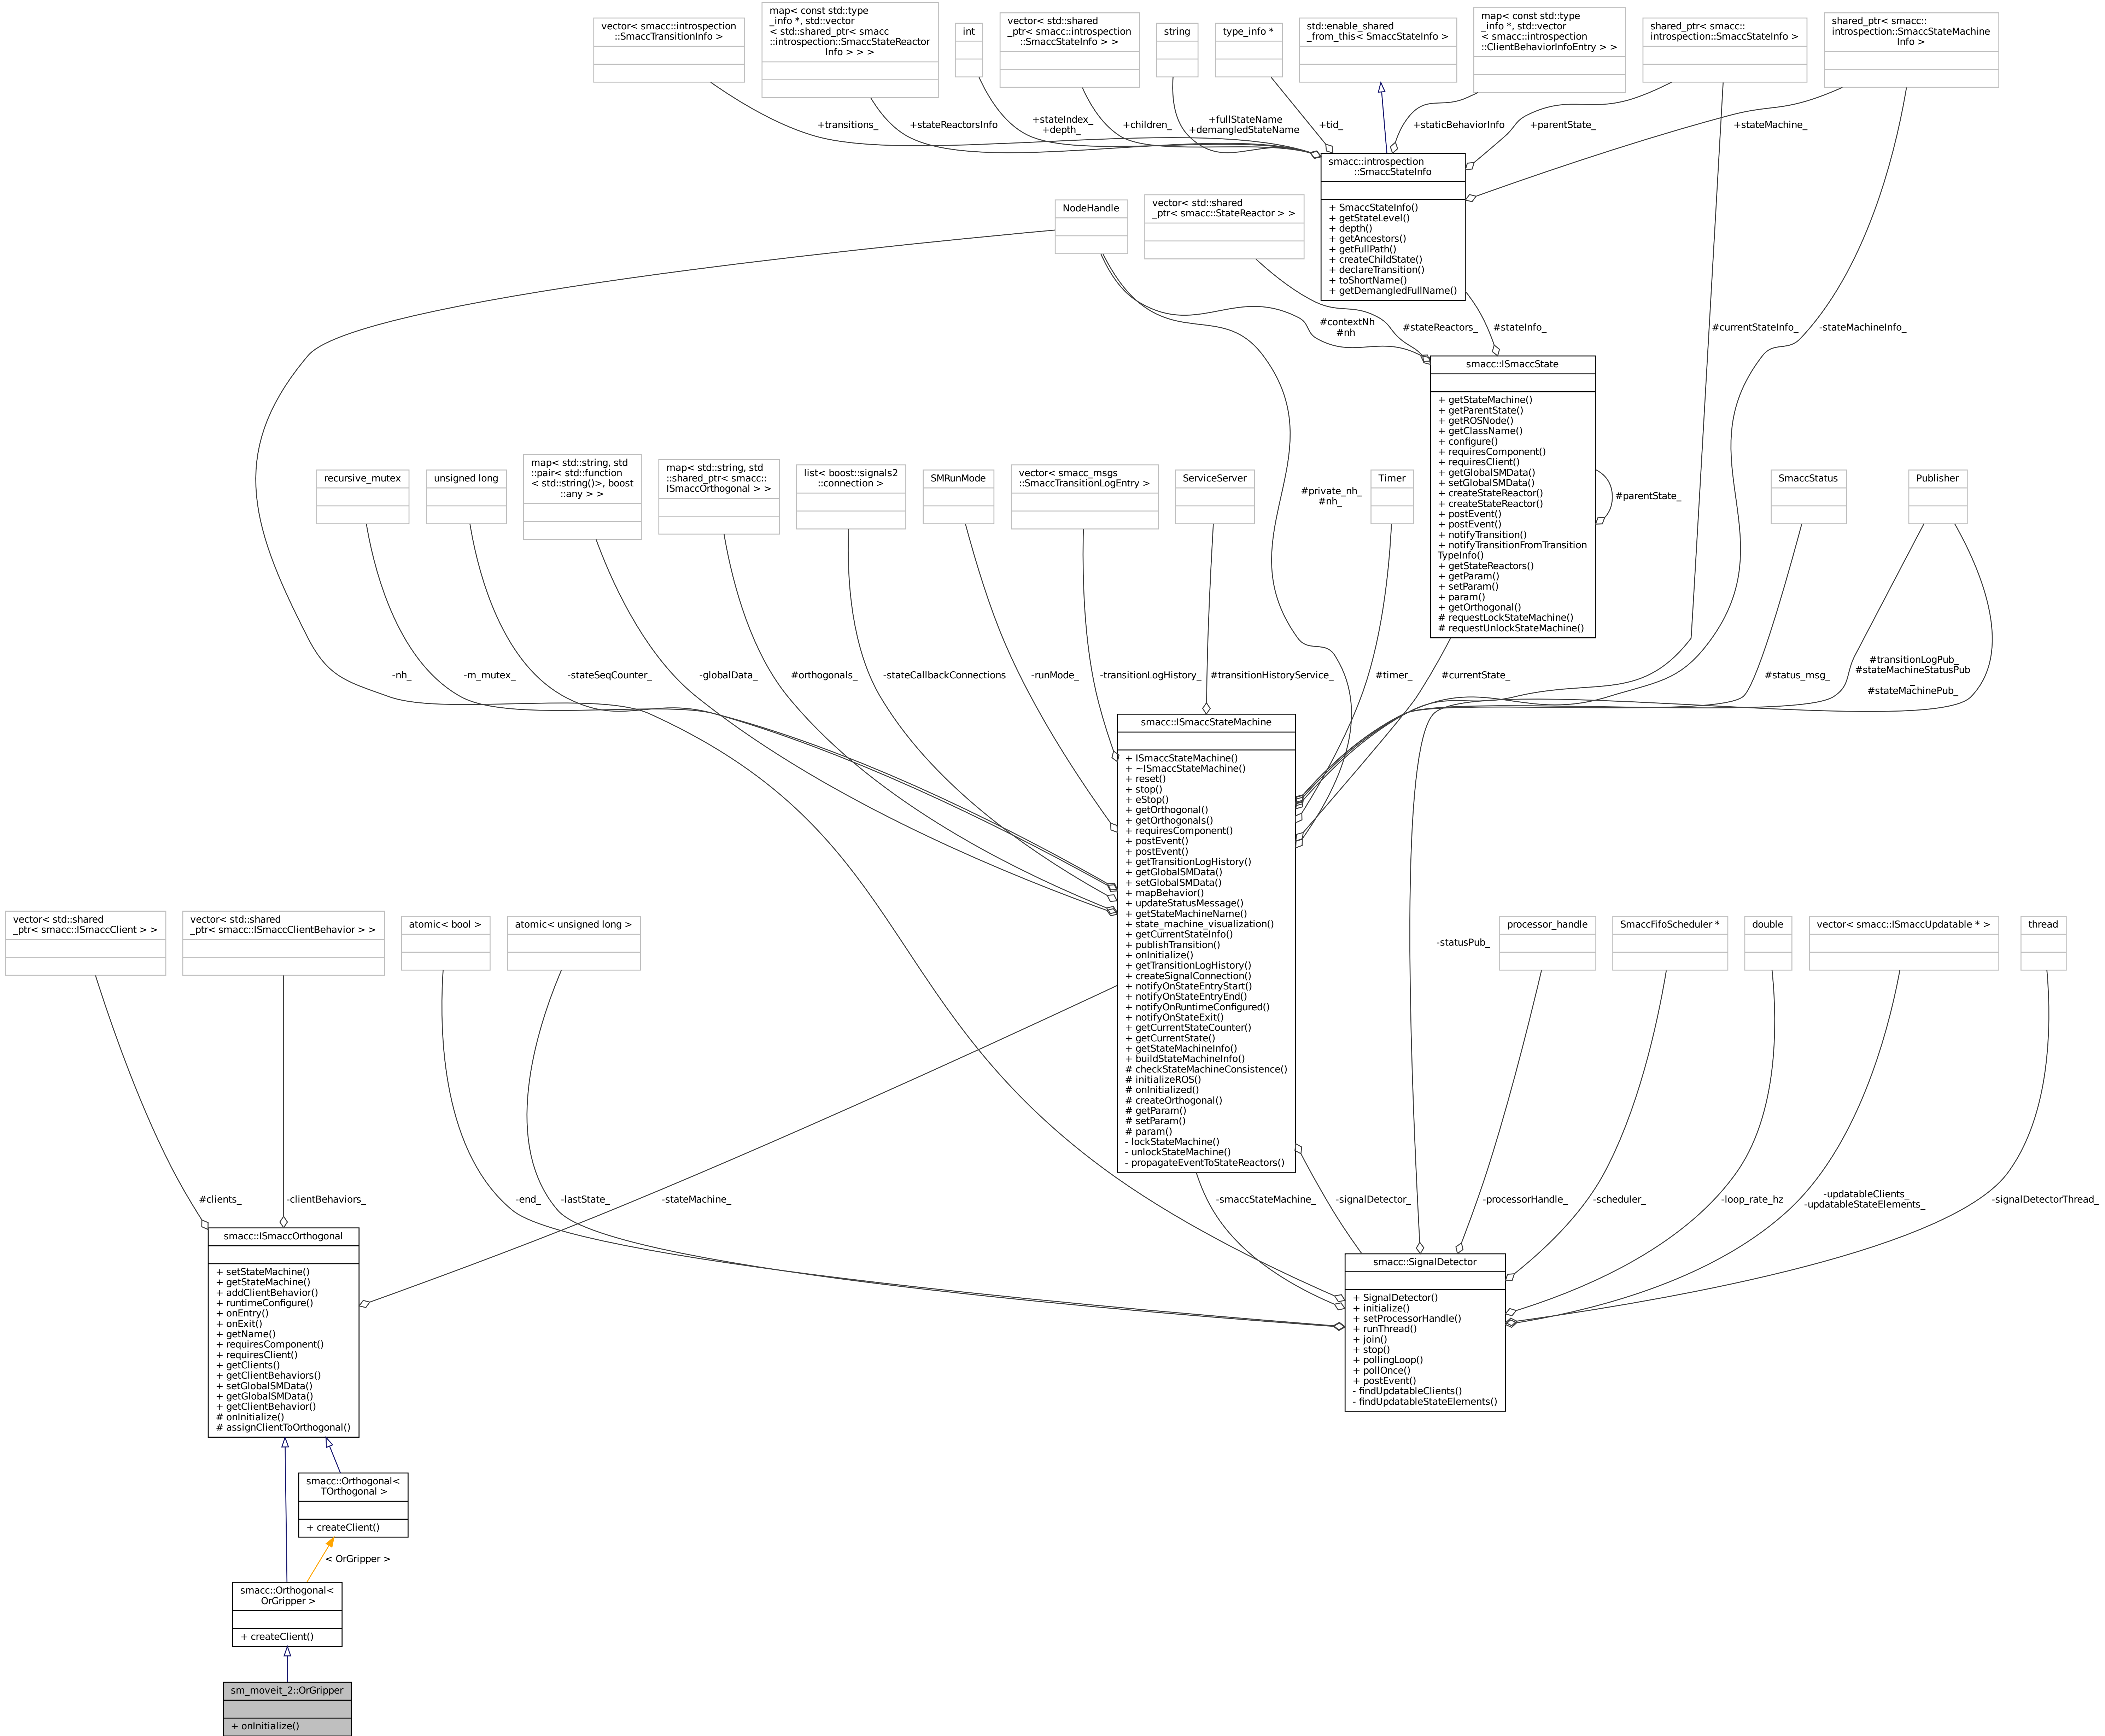 vector< smacc::introspection
::SmaccTransitionInfo >
map< const std::type
_info *, std::vector
< std::shared_ptr< smacc
::introspection::SmaccStateReactor
Info > > >
int
vector< std::shared
_ptr< smacc::introspection
::SmaccStateInfo > >
string
type_info *
std::enable_shared
_from_this< SmaccStateInfo >
map< const std::type
_info *, std::vector
< smacc::introspection
::ClientBehaviorInfoEntry > >
shared_ptr< smacc::
introspection::SmaccStateInfo >
shared_ptr< smacc::
introspection::SmaccStateMachine
Info >
+transitions_
+stateReactorsInfo
+stateIndex_
+depth_
+children_
+fullStateName
+demangledStateName
+tid_
+staticBehaviorInfo
+parentState_
+stateMachine_
smacc::introspection
::SmaccStateInfo
+ SmaccStateInfo()
+ getStateLevel()
+ depth()
+ getAncestors()
+ getFullPath()
+ createChildState()
+ declareTransition()
+ toShortName()
+ getDemangledFullName()
NodeHandle
vector< std::shared
_ptr< smacc::StateReactor > >
#contextNh
#nh
#stateReactors_
#stateInfo_
#currentStateInfo_
-stateMachineInfo_
smacc::ISmaccState
+ getStateMachine()
+ getParentState()
+ getROSNode()
+ getClassName()
+ configure()
+ requiresComponent()
+ requiresClient()
+ getGlobalSMData()
+ setGlobalSMData()
+ createStateReactor()
+ createStateReactor()
+ postEvent()
+ postEvent()
+ notifyTransition()
+ notifyTransitionFromTransition
TypeInfo()
+ getStateReactors()
+ getParam()
+ setParam()
+ param()
+ getOrthogonal()
# requestLockStateMachine()
# requestUnlockStateMachine()
#parentState_
recursive_mutex
unsigned long
map< std::string, std
::pair< std::function
< std::string()>, boost
::any > >
map< std::string, std
::shared_ptr< smacc::
ISmaccOrthogonal > >
list< boost::signals2
::connection >
SMRunMode
vector< smacc_msgs
::SmaccTransitionLogEntry >
ServiceServer
#private_nh_
#nh_
Timer
SmaccStatus
Publisher
-nh_
-m_mutex_
-stateSeqCounter_
-globalData_
#orthogonals_
-stateCallbackConnections
-runMode_
-transitionLogHistory_
#transitionHistoryService_
#timer_
#currentState_
#status_msg_
#transitionLogPub_
#stateMachineStatusPub
_
#stateMachinePub_
smacc::ISmaccStateMachine
+ ISmaccStateMachine()
+ ~ISmaccStateMachine()
+ reset()
+ stop()
+ eStop()
+ getOrthogonal()
+ getOrthogonals()
+ requiresComponent()
+ postEvent()
+ postEvent()
+ getTransitionLogHistory()
+ getGlobalSMData()
+ setGlobalSMData()
+ mapBehavior()
+ updateStatusMessage()
+ getStateMachineName()
+ state_machine_visualization()
+ getCurrentStateInfo()
+ publishTransition()
+ onInitialize()
+ getTransitionLogHistory()
+ createSignalConnection()
+ notifyOnStateEntryStart()
+ notifyOnStateEntryEnd()
+ notifyOnRuntimeConfigured()
+ notifyOnStateExit()
+ getCurrentStateCounter()
+ getCurrentState()
+ getStateMachineInfo()
+ buildStateMachineInfo()
# checkStateMachineConsistence()
# initializeROS()
# onInitialized()
# createOrthogonal()
# getParam()
# setParam()
# param()
- lockStateMachine()
- unlockStateMachine()
- propagateEventToStateReactors()
vector< std::shared
_ptr< smacc::ISmaccClient > >
vector< std::shared
_ptr< smacc::ISmaccClientBehavior > >
atomic< bool >
atomic< unsigned long >
-statusPub_
processor_handle
SmaccFifoScheduler *
double
vector< smacc::ISmaccUpdatable * >
thread
#clients_
-clientBehaviors_
-end_
-lastState_
-stateMachine_
-smaccStateMachine_
-signalDetector_
-processorHandle_
-scheduler_
-loop_rate_hz
-updatableClients_
-updatableStateElements_
-signalDetectorThread_
smacc::ISmaccOrthogonal
+ setStateMachine()
+ getStateMachine()
+ addClientBehavior()
+ runtimeConfigure()
+ onEntry()
+ onExit()
+ getName()
+ requiresComponent()
+ requiresClient()
+ getClients()
+ getClientBehaviors()
+ setGlobalSMData()
+ getGlobalSMData()
+ getClientBehavior()
# onInitialize()
# assignClientToOrthogonal()
smacc::SignalDetector
+ SignalDetector()
+ initialize()
+ setProcessorHandle()
+ runThread()
+ join()
+ stop()
+ pollingLoop()
+ pollOnce()
+ postEvent()
- findUpdatableClients()
- findUpdatableStateElements()
smacc::Orthogonal<
TOrthogonal >
+ createClient()
< OrGripper >
smacc::Orthogonal<
OrGripper >
+ createClient()
sm_moveit_2::OrGripper
+ onInitialize()